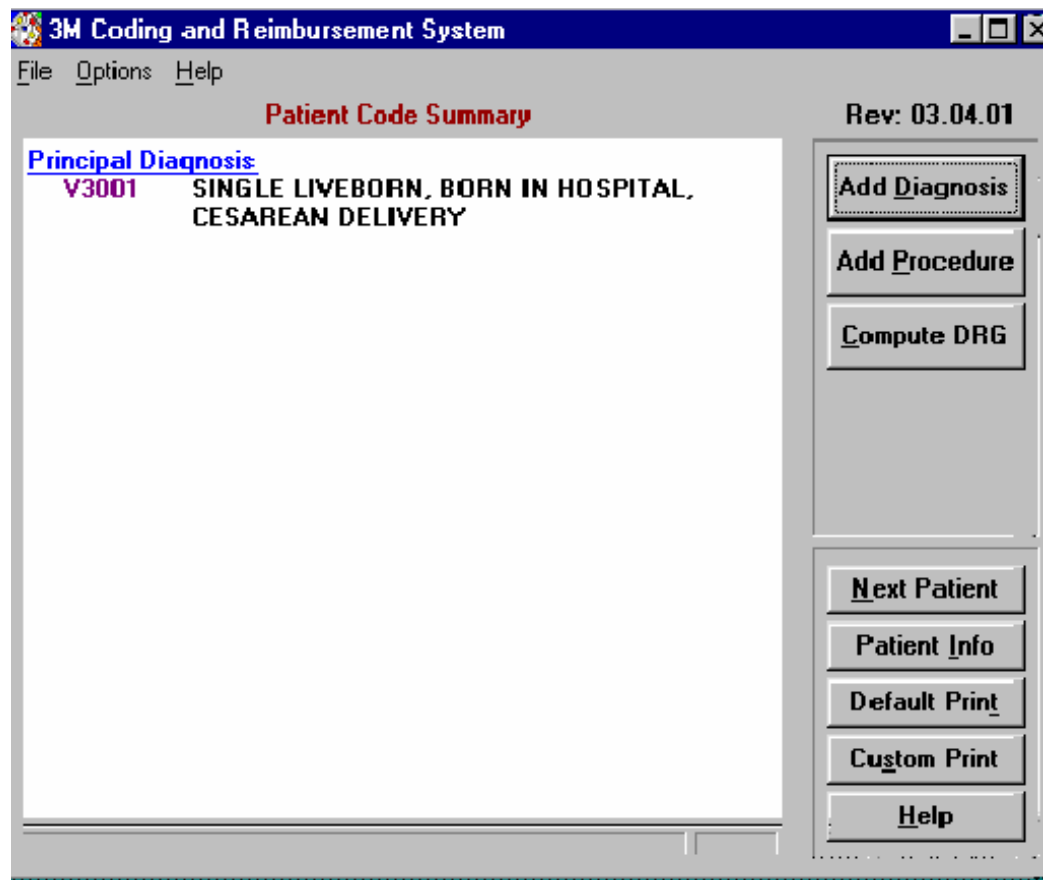 3M Coding and Reimbursement System
File Options Help
Patient Code Summary
Rev: 03.04.01
Principal Diagnosis
V3001 SINGLE LIVEBORN, BORN IN HOSPITAL,
CESAREAN DELIVERY
Add Diagnosis
Add Procedure
Compute DRG
Next Patient
Patient Info
Default Print
Custom Print
Help